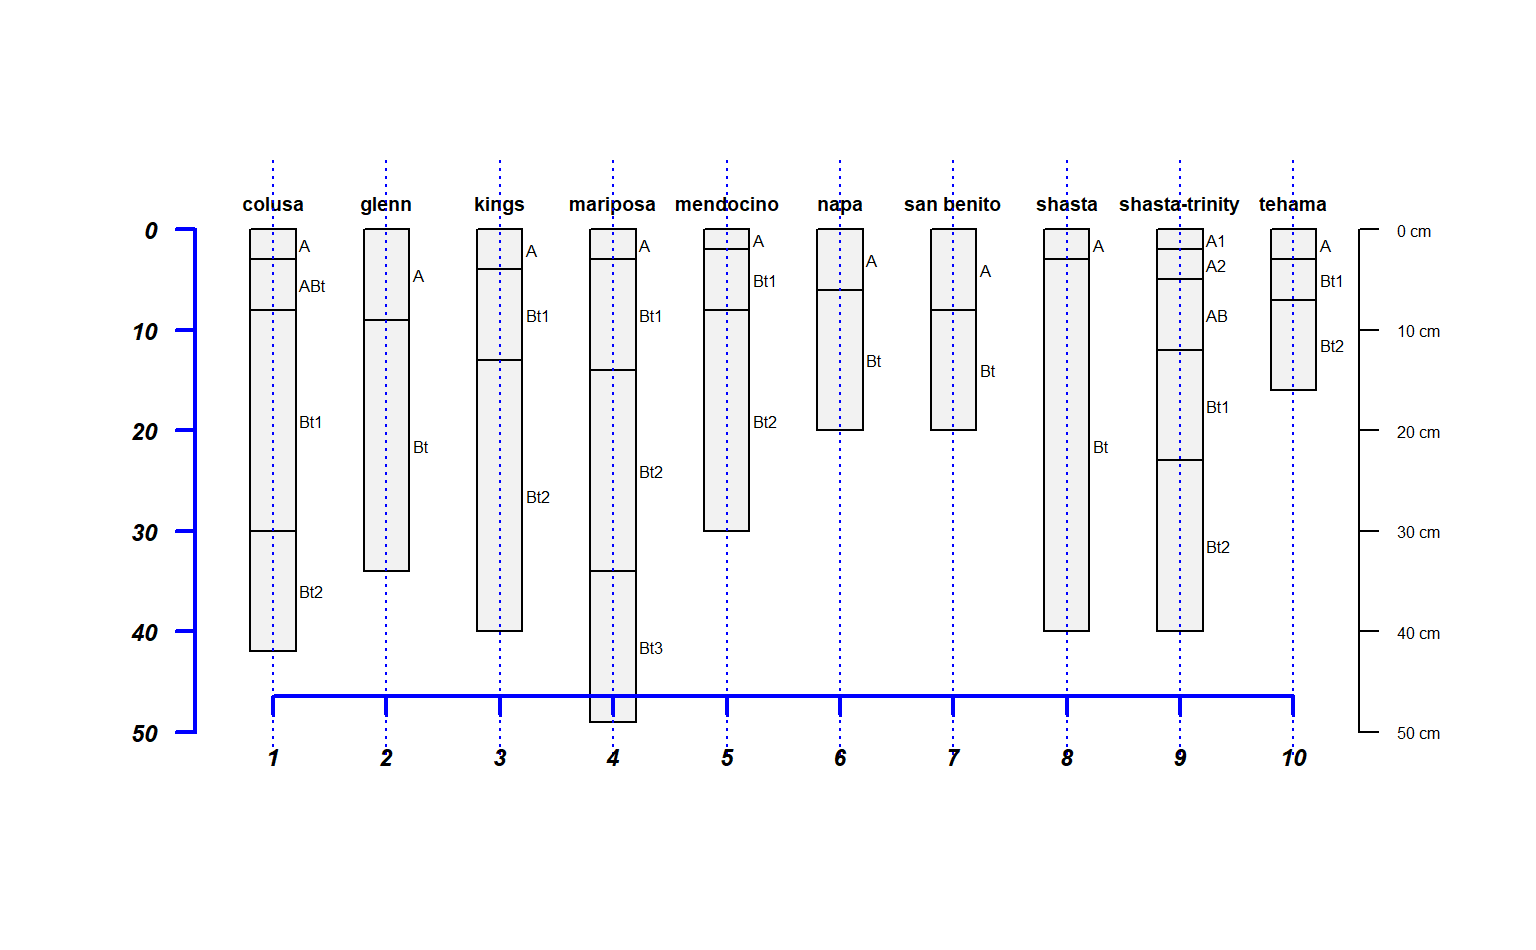 colusa glenn kings mariposa mendocino napa san benito shasta shasta-trinity tehama
0 0 cm
A A A A A A A A1 A A2 A A
ABt Bt1 Bt1 Bt1 AB Bt1
10 10 cm
Bt Bt Bt2
Bt1 Bt2 Bt1
20 20 cm
Bt Bt2 Bt
Bt2 Bt2
30 30 cm
Bt2
40 40 cm
Bt3
50 50 cm
1 2 3 4 5 6 7 8 9 10